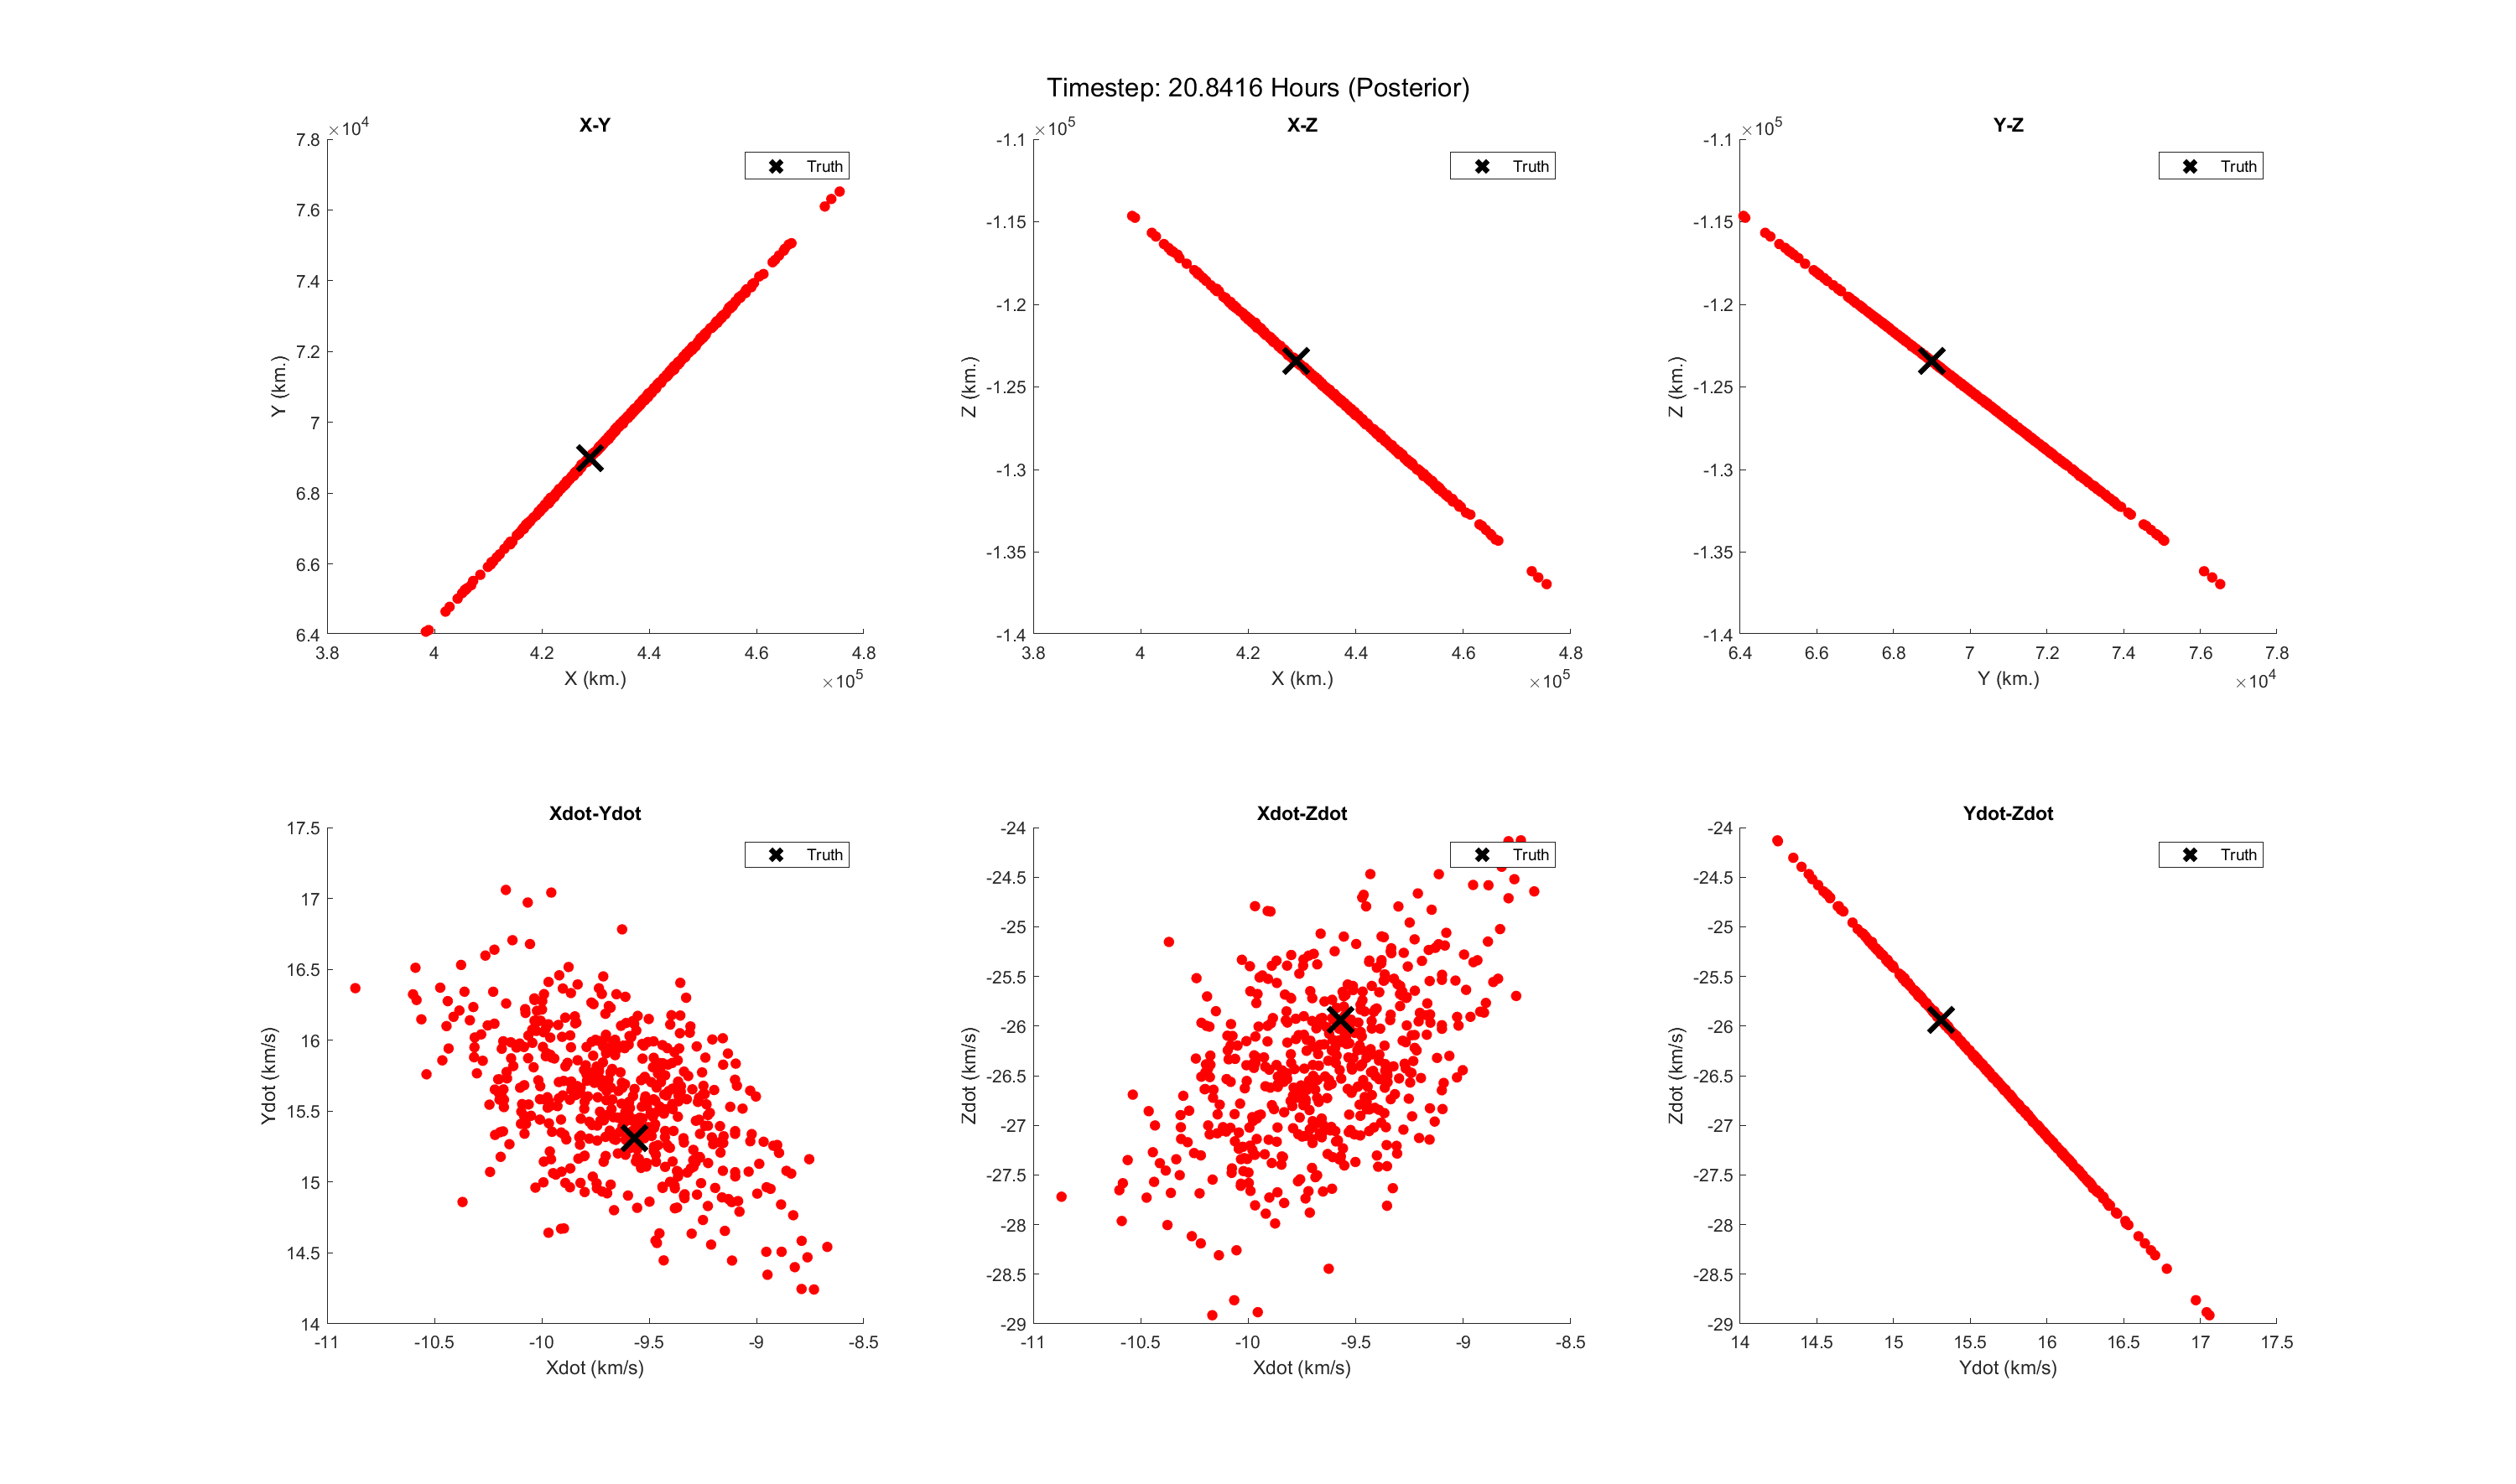 Timestep: 20.8416 Hours (Posterior)
X-Y
×10^4
7.8
7.6
7.4
7.2
7
6.8
6.6
6.4
Y (km.)
Truth
3.8 4 4.2 4.4 4.6 4.8
X (km.)
×10^5
X-Z
×10^5
-1.1
-1.15
-1.2
-1.25
-1.3
-1.35
-1.4
Z (km.)
Truth
3.8 4 4.2 4.4 4.6 4.8
X (km.)
×10^5
Y-Z
×10^5
-1.1
-1.15
-1.2
-1.25
-1.3
-1.35
-1.4
Z (km.)
Truth
6.4 6.6 6.8 7 7.2 7.4 7.6 7.8
Y (km.)
×10^4
Xdot-Ydot
17.5
17
16.5
16
15.5
15
14.5
14
Ydot (km/s)
Truth
-11 -10.5 -10 -9.5 -9 -8.5
Xdot (km/s)
Xdot-Zdot
-24
-24.5
-25
-25.5
-26
-26.5
-27
-27.5
-28
-28.5
-29
Zdot (km/s)
Truth
-11 -10.5 -10 -9.5 -9 -8.5
Xdot (km/s)
Ydot-Zdot
-24
-24.5
-25
-25.5
-26
-26.5
-27
-27.5
-28
-28.5
-29
Zdot (km/s)
Truth
14 14.5 15 15.5 16 16.5 17 17.5
Ydot (km/s)